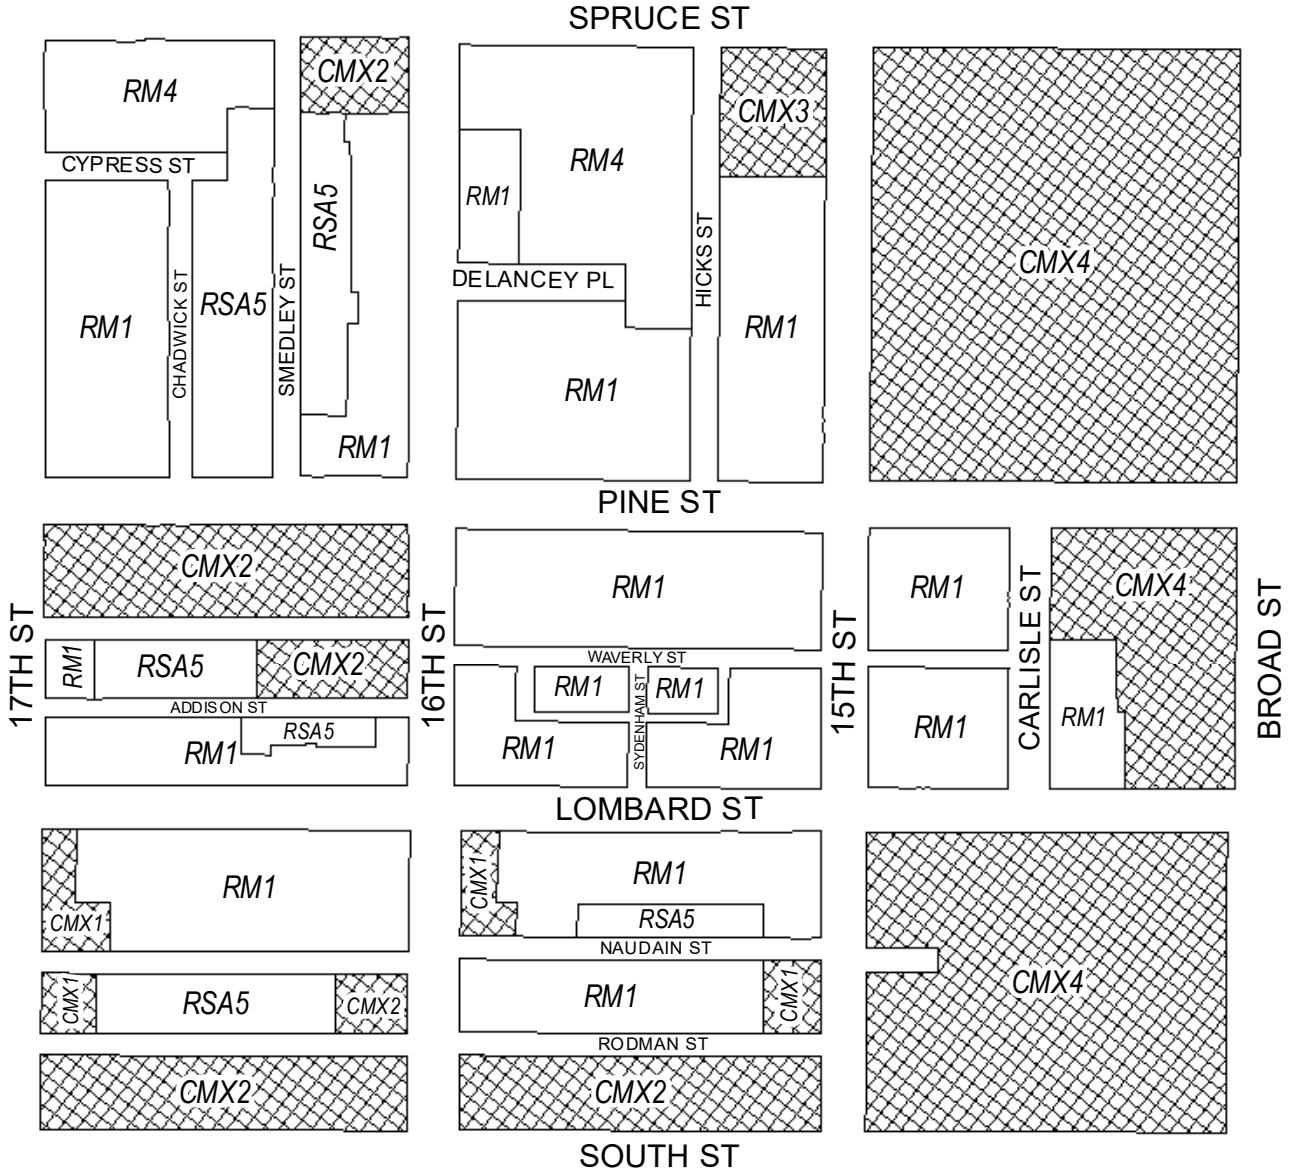 SPRUCE ST
RM4
CMX2
CMX3
RM4
CYPRESS ST
RSA5
RM1
HICKS ST
CMX4
DELANCEY PL
CHADWICK ST
RSA5
SMEDLEY ST
RM1
RM1
RM1
RM1
PINE ST
CMX2
RM1
RM1
CARLISLE ST
CMX4
17TH ST
16TH ST
15TH ST
BROAD ST
RM1
RSA5
CMX2
WAVERLY ST
RM1
RM1
SYDENHAM ST
ADDISON ST
RSA5
RM1
RM1
RM1
RM1
RM1
LOMBARD ST
CMX1
RM1
CMX1
RM1
RSA5
NAUDAIN ST
CMX1
RSA5
CMX2
RM1
CMX1
CMX4
RODMAN ST
CMX2
CMX2
SOUTH ST